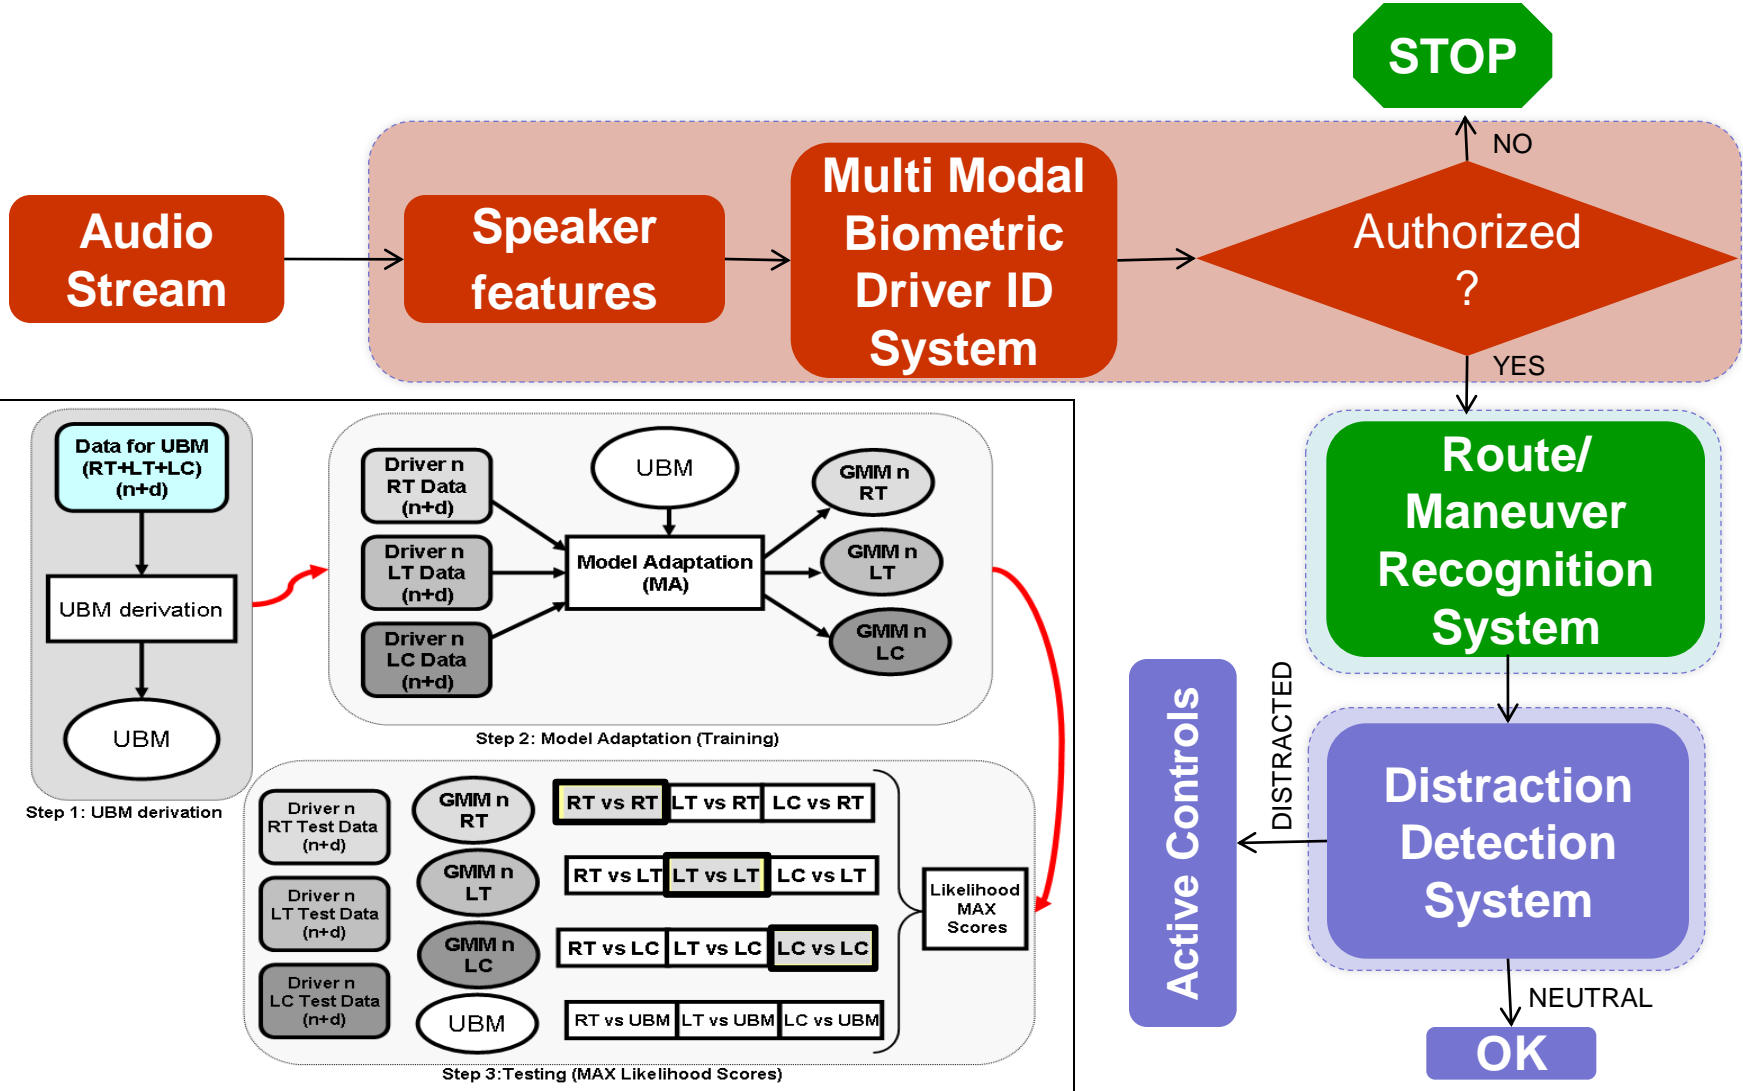 STOP
NO
Audio
Stream
Speaker
features
Multi Modal
Biometric
Driver ID
System
Authorized
?
YES
Route/
Maneuver
Recognition
System
DISTRACTED
Active Controls
Distraction
Detection
System
NEUTRAL
OK
Data for UBM
(RT+LT+LC)
(n+d)
UBM derivation
UBM
Step 1: UBM derivation
Driver n
RT Data
(n+d)
Driver n
LT Data
(n+d)
Driver n
LC Data
(n+d)
UBM
Model Adaptation
(MA)
GMM n
RT
GMM n
LT
GMM n
LC
Step 2: Model Adaptation (Training)
Driver n
RT Test Data
(n+d)
Driver n
LT Test Data
(n+d)
Driver n
LC Test Data
(n+d)
GMM n
RT
GMM n
LT
GMM n
LC
UBM
RT vs RT LT vs RT LC vs RT
RT vs LT LT vs LT LC vs LT
RT vs LC LT vs LC LC vs LC
RT vs UBM LT vs UBM LC vs UBM
Likelihood
MAX
Scores
Step 3:Testing (MAX Likelihood Scores)